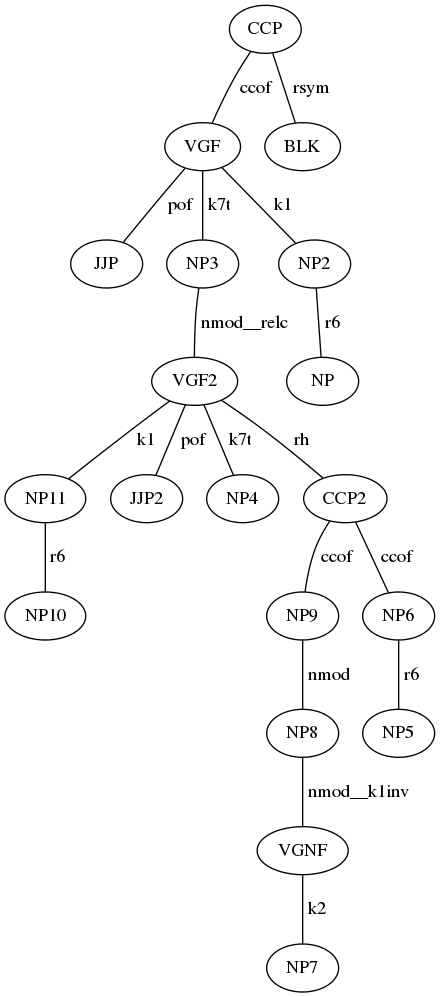 CCP
ccof rsym
VGF BLK
pof k7t k1
JJP NP3 NP2
nmod__relc r6
VGF2 NP
k1 pof k7t rh
NP11 JJP2 NP4 CCP2
r6 ccof ccof
NP10 NP9 NP6
nmod r6
NP8 NP5
nmod__k1inv
VGNF
k2
NP7